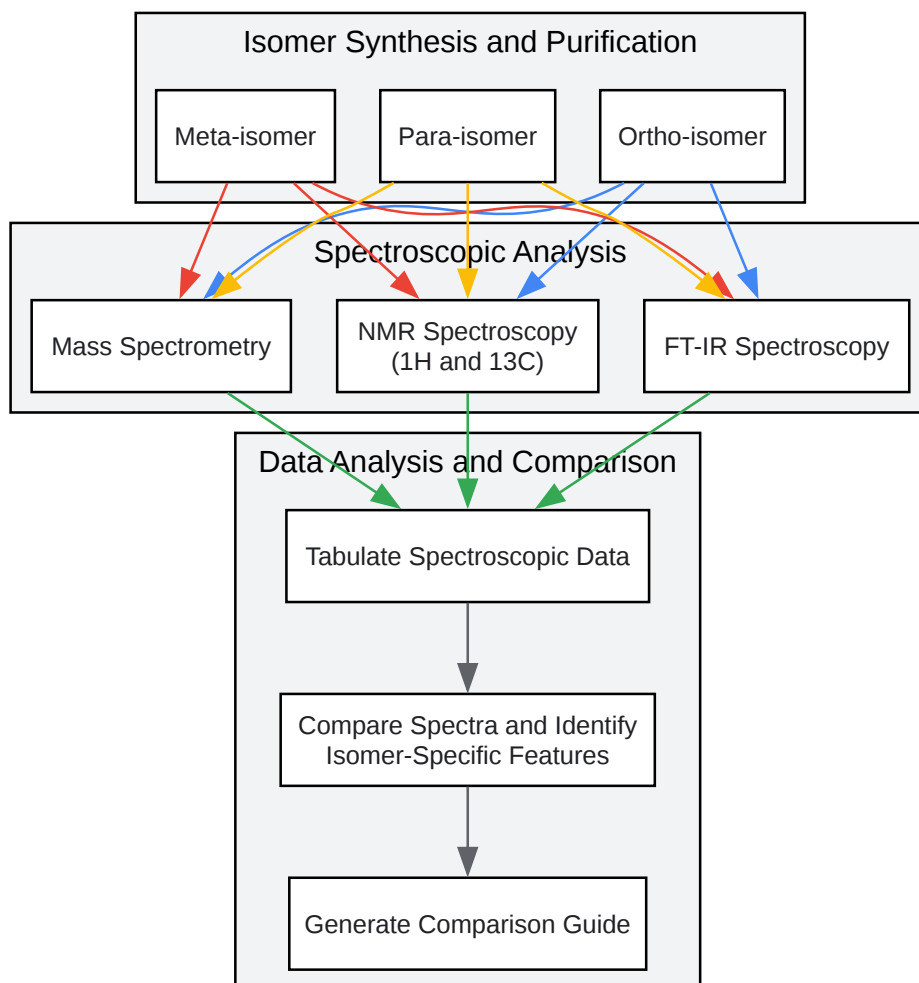 Isomer Synthesis and Purification
Meta-isomer
Para-isomer
Ortho-isomer
Spectroscopic Analysis
Mass Spectrometry
NMR Spectroscopy
(1H and 13C)
FT-IR Spectroscopy
Data Analysis and Comparison
Tabulate Spectroscopic Data
Compare Spectra and Identify
Isomer-Specific Features
Generate Comparison Guide